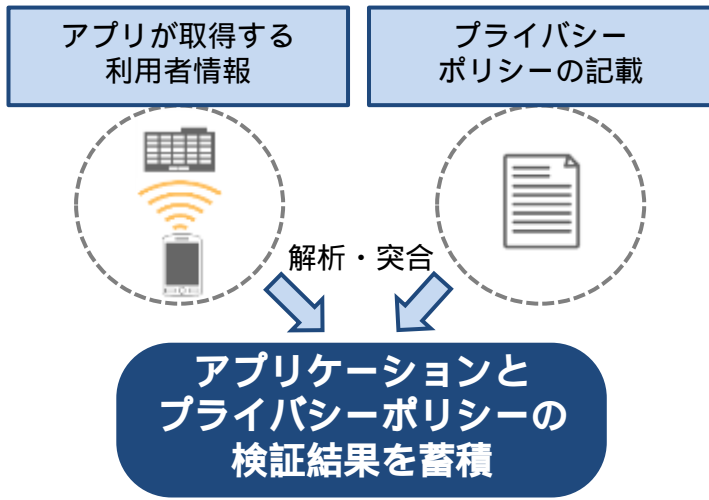 アプリが取得する
利用者情報
プライバシー
ポリシーの記載
解析・突合
アプリケーションと
プライバシーポリシーの
検証結果を蓄積